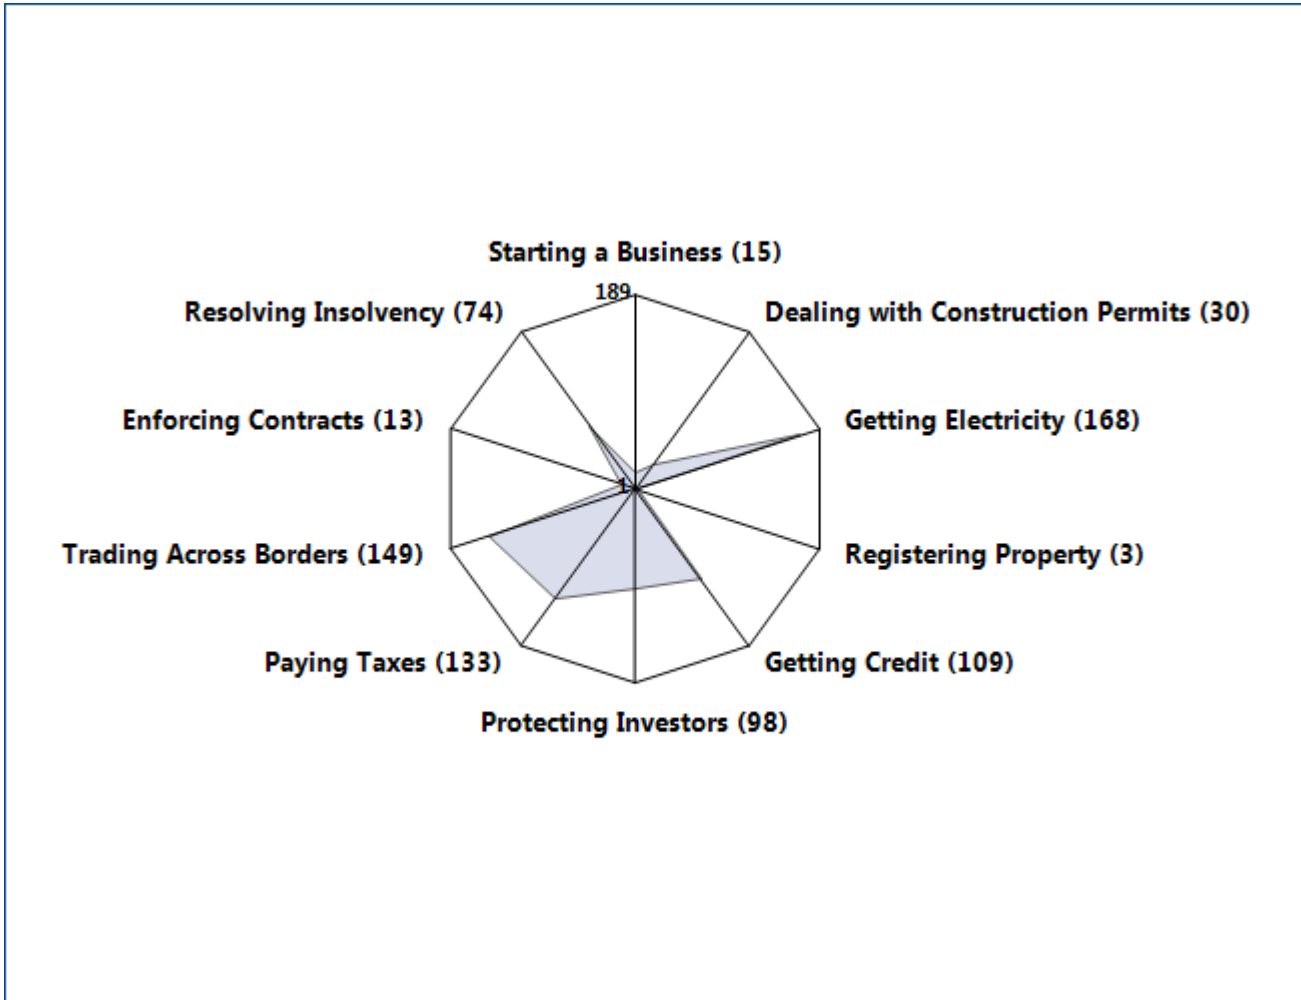 Starting a Business (15)
189
Resolving Insolvency (74)
Dealing with Construction Permits (30)
Enforcing Contracts (13)
Getting Electricity (168)
1
Trading Across Borders (149)
Registering Property (3)
Paying Taxes (133)
Getting Credit (109)
Protecting Investors (98)